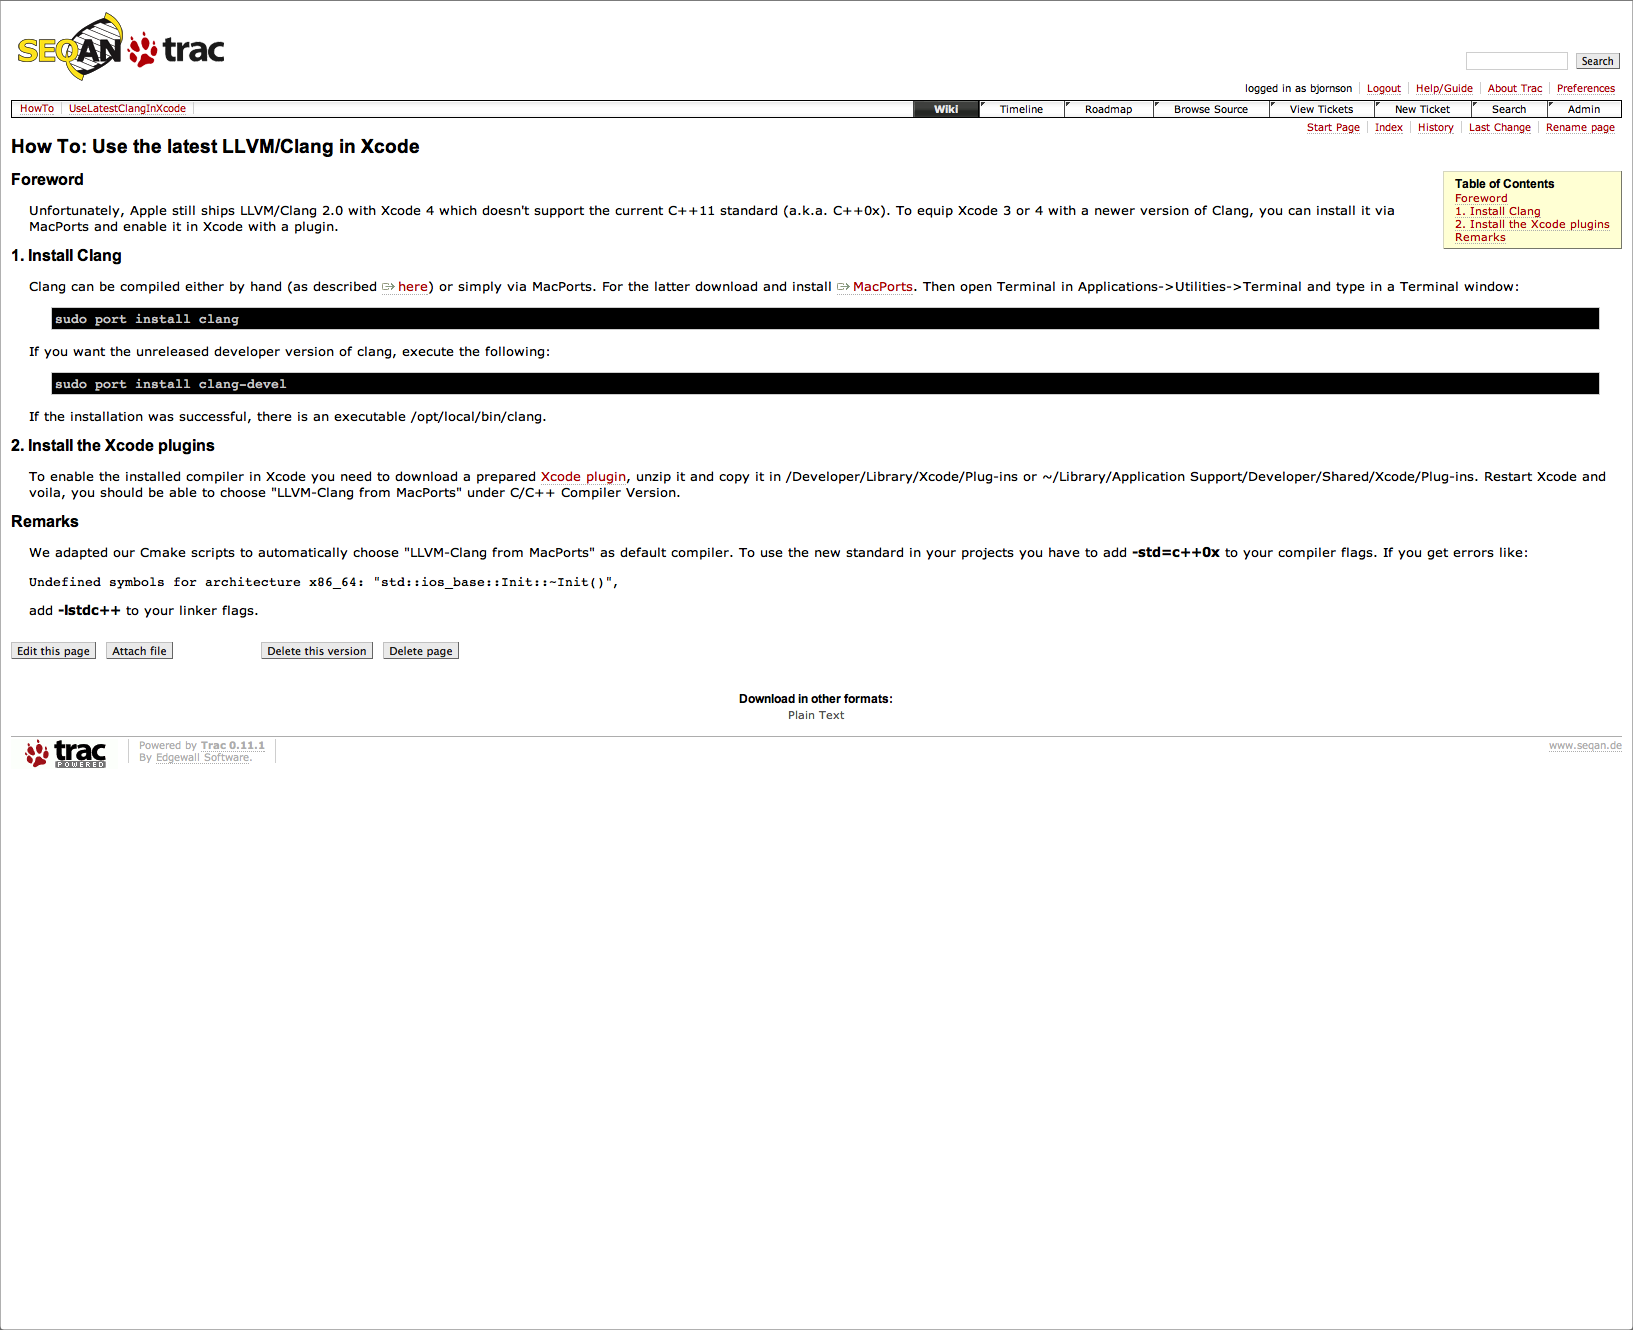 SEQAN trac
Search
logged in as bjornson Logout Help/Guide About Trac Preferences
HowTo UseLatestClangInXcode Wiki Timeline Roadmap Browse Source View Tickets New Ticket Search Admin
Start Page Index History Last Change Rename page
How To: Use the latest LLVM/Clang in Xcode
Foreword
Unfortunately, Apple still ships LLVM/Clang 2.0 with Xcode 4 which doesn't support the current C++11 standard (a.k.a. C++0x). To equip Xcode 3 or 4 with a newer version of Clang, you can install it via
MacPorts and enable it in Xcode with a plugin.
Table of Contents
Foreword
1. Install Clang
2. Install the Xcode plugins
Remarks
1. Install Clang
Clang can be compiled either by hand (as described here) or simply via MacPorts. For the latter download and install MacPorts. Then open Terminal in Applications->Utilities->Terminal and type in a Terminal window:
sudo port install clang
If you want the unreleased developer version of clang, execute the following:
sudo port install clang-devel
If the installation was successful, there is an executable /opt/local/bin/clang.
2. Install the Xcode plugins
To enable the installed compiler in Xcode you need to download a prepared Xcode plugin, unzip it and copy it in /Developer/Library/Xcode/Plug-ins or ~/Library/Application Support/Developer/Shared/Xcode/Plug-ins. Restart Xcode and
voila, you should be able to choose "LLVM-Clang from MacPorts" under C/C++ Compiler Version.
Remarks
We adapted our Cmake scripts to automatically choose "LLVM-Clang from MacPorts" as default compiler. To use the new standard in your projects you have to add -std=c++0x to your compiler flags. If you get errors like:
Undefined symbols for architecture x86_64: "std::ios_base::Init::~Init()",
add -lstdc++ to your linker flags.
Edit this page Attach file Delete this version Delete page
Download in other formats:
Plain Text
trac POWERED
Powered by Trac 0.11.1
By Edgewall Software.
www.seqan.de